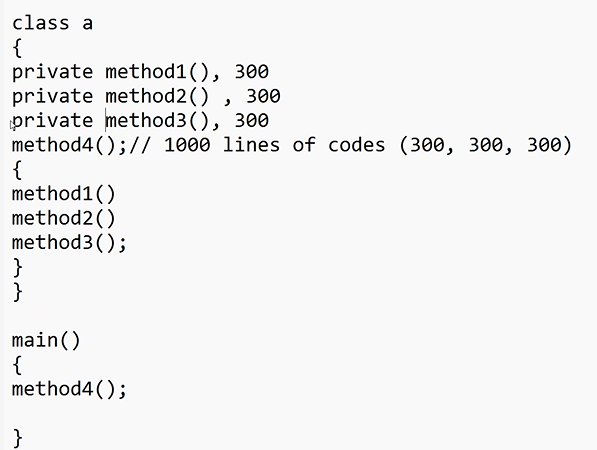 class a
{
private method1(), 300
private method2() , 300
private method3(), 300
method4();// 1000 lines of codes (300, 300, 300)
{
method1()
method2()
method3();
}
}
main()
{
method4();
}